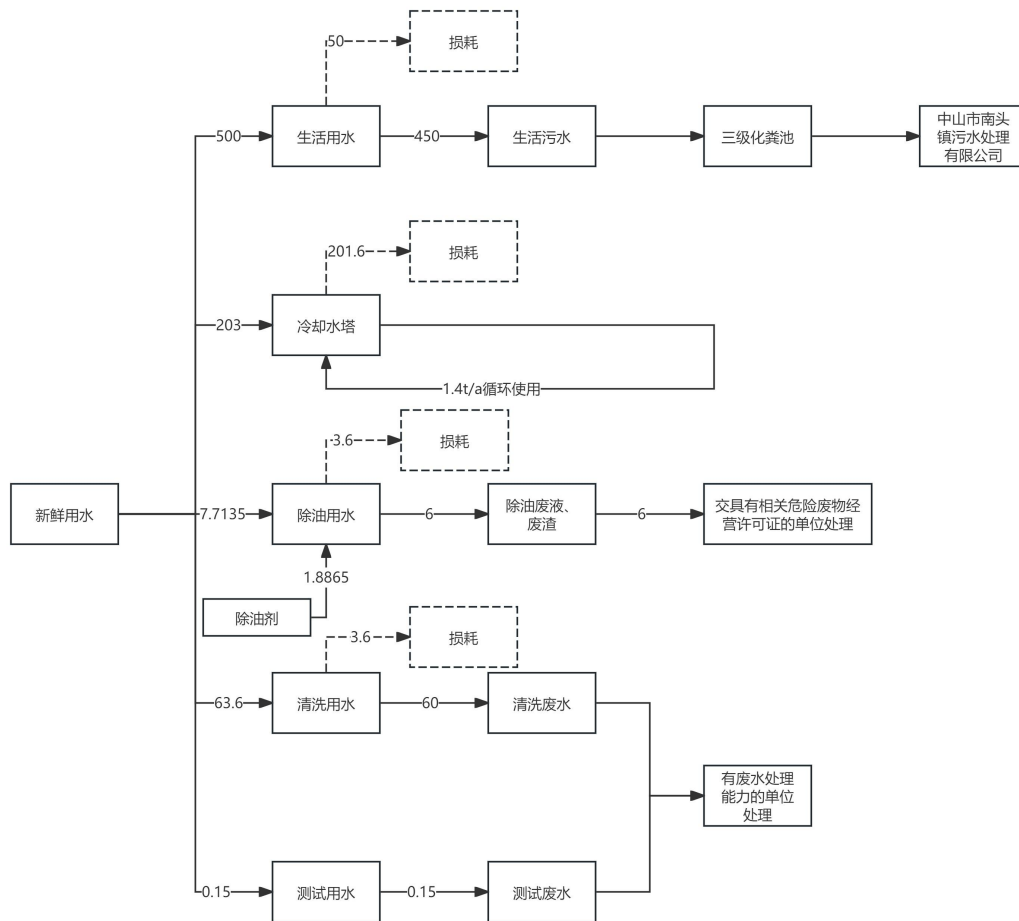 50
损耗
500
生活用水
450
生活污水
三级化粪池
中山市南头
镇污水处理
有限公司
201.6
损耗
203
冷却水塔
1.4t/a循环使用
3.6
损耗
新鲜用水
7.7135
除油用水
6
除油废液、
废渣
6
交具有相关危险废物经
营许可证的单位处理
1.8865
除油剂
3.6
损耗
63.6
清洗用水
60
清洗废水
有废水处理
能力的单位
处理
0.15
测试用水
0.15
测试废水